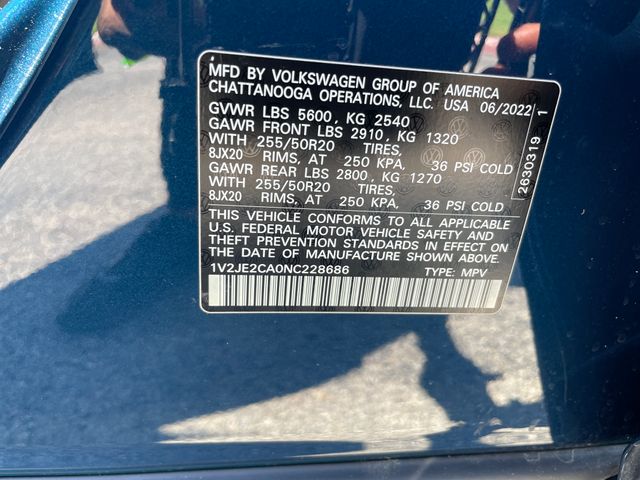 MFD BY VOLKSWAGEN GROUP OF AMERICA
CHATTANOOGA OPERATIONS, LLC. USA 06/2022
GVWR LBS 5600, KG 2540
GAWR FRONT LBS 2910, KG 1320
WITH 255/50R20 TIRES,
8JX20 RIMS, AT 250 KPA, 36 PSI COLD
GAWR REAR LBS 2800, KG 1270
WITH 255/50R20 TIRES,
8JX20 RIMS, AT 250 KPA, 36 PSI COLD
THIS VEHICLE CONFORMS TO ALL APPLICABLE
U.S. FEDERAL MOTOR VEHICLE SAFETY AND
THEFT PREVENTION STANDARDS IN EFFECT ON
THE DATE OF MANUFACTURE SHOWN ABOVE.
1V2JE2CA0NC228686 TYPE: MPV
2630319 1